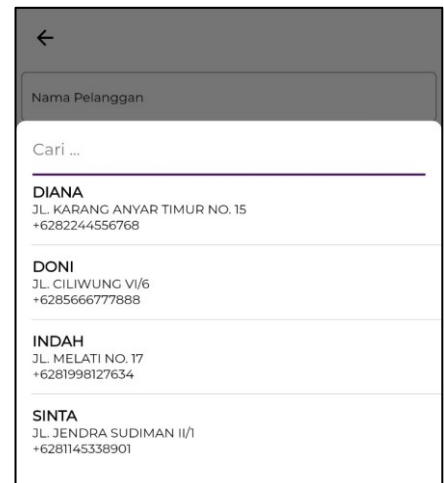 Nama Pelanggan
Cari ...
DIANA
JL. KARANG ANYAR TIMUR NO. 15
+6282244556768
DONI
JL. CILIWUNG VI/6
+6285666777888
INDAH
JL. MELATI NO. 17
+6281998127634
SINTA
JL. JENDRA SUDIMAN II/1
+6281145338901